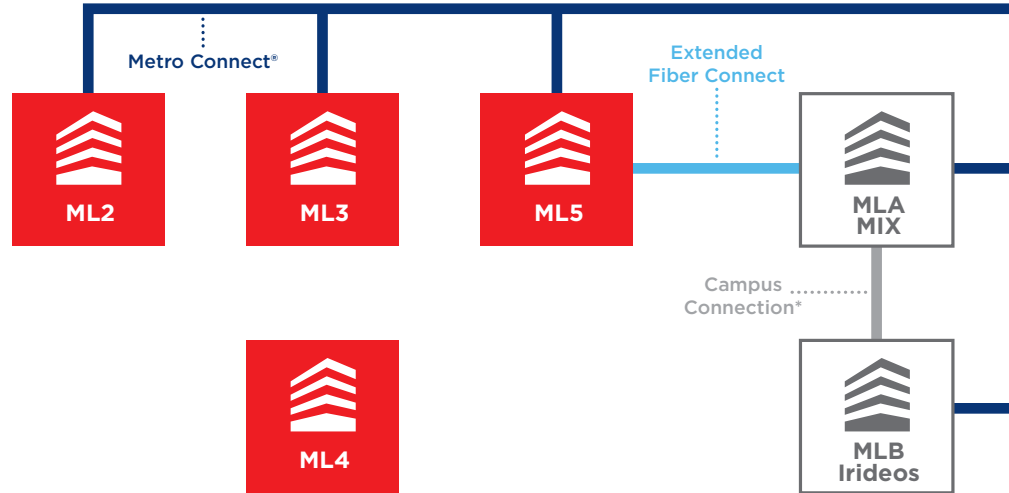 Metro Connect®
Extended
Fiber Connect
ML2
ML3
ML5
MLA
MIX
Campus
Connection*
ML4
MLB
Irideos